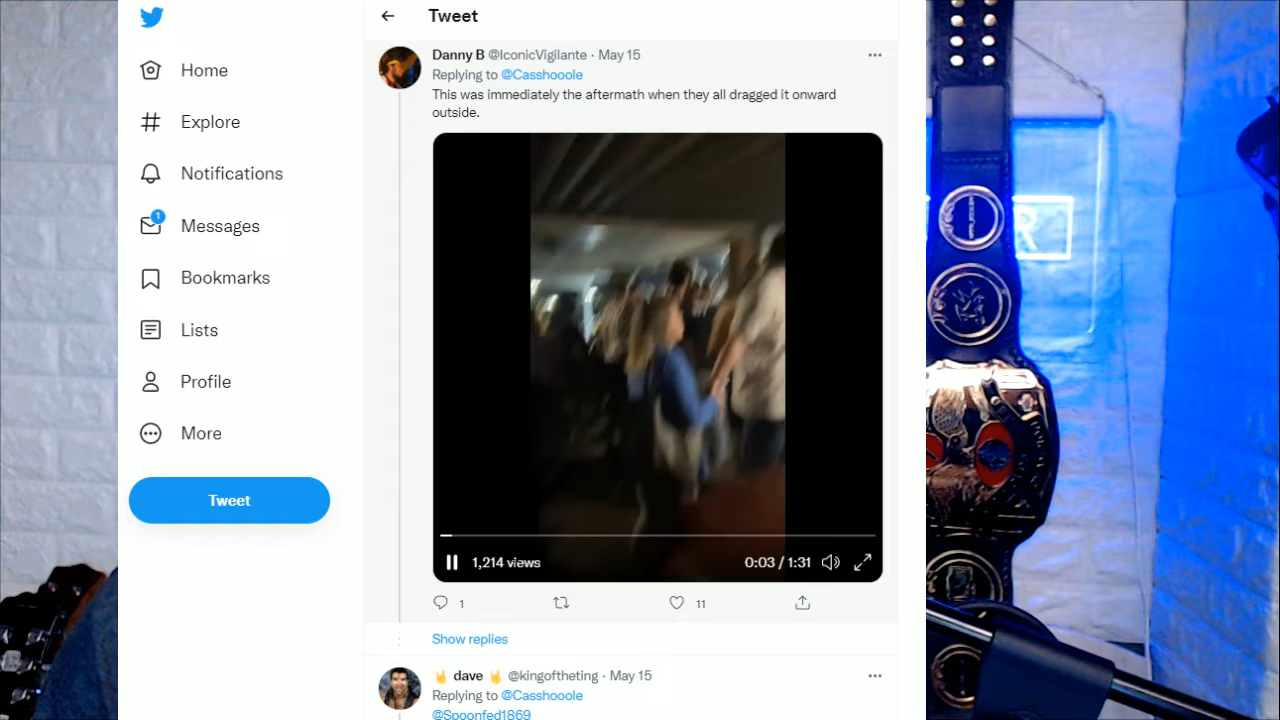 Tweet
Home
Explore
Notifications
1
Messages
Bookmarks
Lists
Profile
More
Tweet
Danny B @IconicVigilante · May 15
Replying to @Casshooole
This was immediately the aftermath when they all dragged it onward
outside.
1,214 views
0:03 / 1:31
1
11
Show replies
🤘 dave 🤘 @kingoftheting · May 15
Replying to @Casshooole
@Spoonfed1869
R